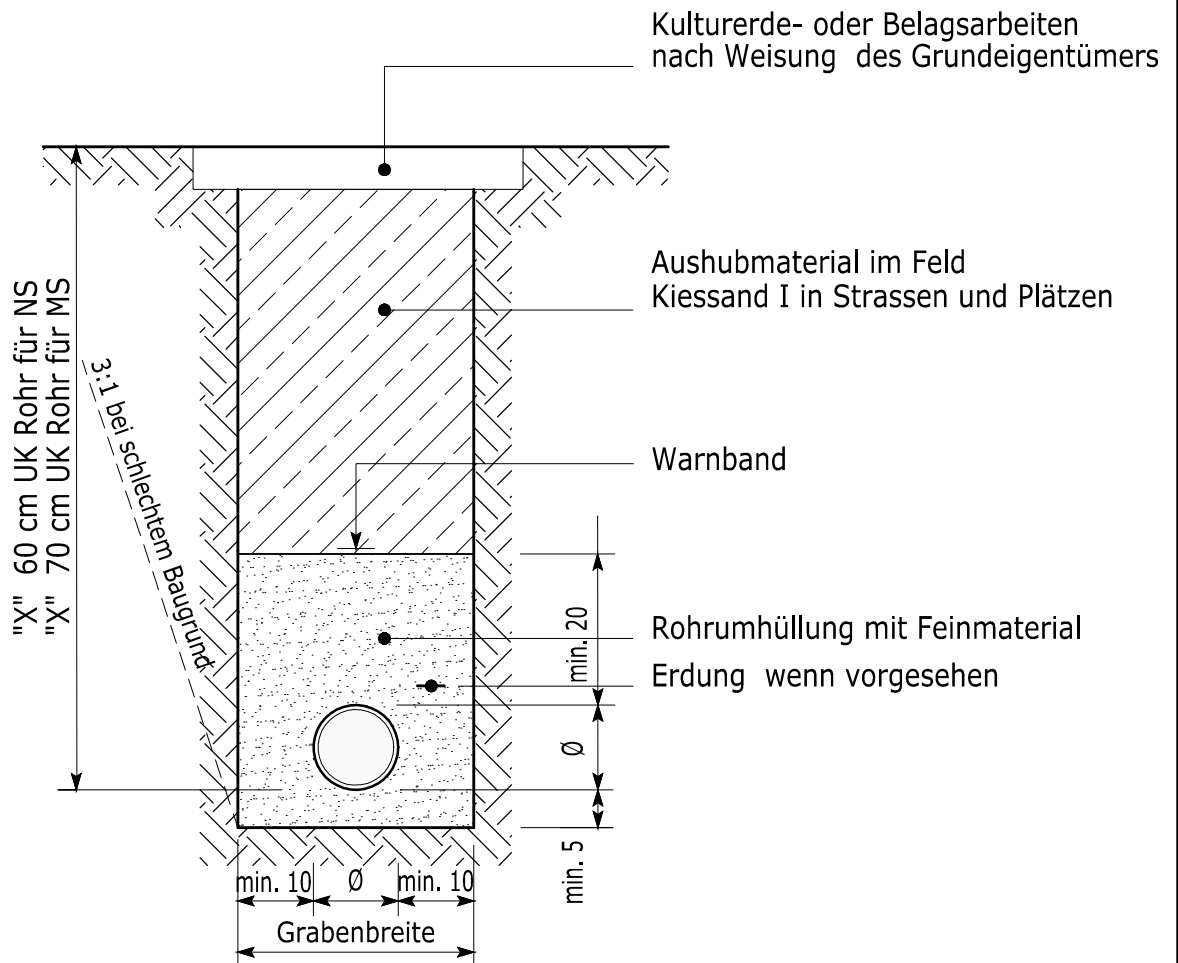 Kulturerde- oder Belagsarbeiten
nach Weisung des Grundeigentümers
"X" 60 cm UK Rohr für NS
"X" 70 cm UK Rohr für MS
3:1 bei schlechtem Baugrund
Aushubmaterial im Feld
Kiessand I in Strassen und Plätzen
Warnband
min. 20
Rohrumhüllung mit Feinmaterial
Erdung wenn vorgesehen
Ø
min. 5
min. 10 Ø min. 10
Grabenbreite